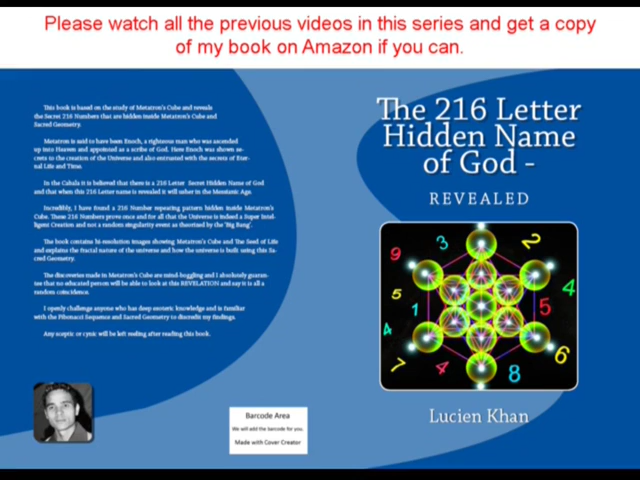 Please watch all the previous videos in this series and get a copy
of my book on Amazon if you can.
This book is based on the study of Metatron's Cube and reveals
the Secret 216 Numbers that are hidden inside Metatron's Cube and
Sacred Geometry.
Metatron is said to have been Enoch, a righteous man who was ascended
up into Heaven and appointed as a scribe of God. Here Enoch was shown se-
crets to the creation of the Universe and also entrusted with the secrets of Eter-
nal Life and Time.
In the Cabala it is believed that there is a 216 Letter Secret Hidden Name of God
and that when this 216 Letter name is revealed it will usher in the Messianic Age.
Incredibly, I have found a 216 Number repeating pattern hidden inside Metatron's
Cube. These 216 Numbers prove once and for all that the Universe is indeed a Super Intel-
ligent Creation and not a random singularity event as theorized by the 'Big Bang'.
The book contains hi-resolution images showing Metatron's Cube and The Seed of Life
and explains the fractal nature of the universe and how the universe is built using this Sa-
cred Geometry.
The discoveries made in Metatron's Cube are mind-boggling and I absolutely guaran-
tee that no educated person will be able to look at this REVELATION and say it is all a
random coincidence.
I openly challenge anyone who has deep esoteric knowledge and is familiar
with the Fibonacci Sequence and Sacred Geometry to discredit my findings.
Any sceptic or cynic will be left reeling after reading this book.
Barcode Area
We will add the barcode for you.
Made with Cover Creator
The 216 Letter
Hidden Name
of God -
REVEALED
3 2
9
4
5
1 5
4
6
7 4 8
Lucien Khan